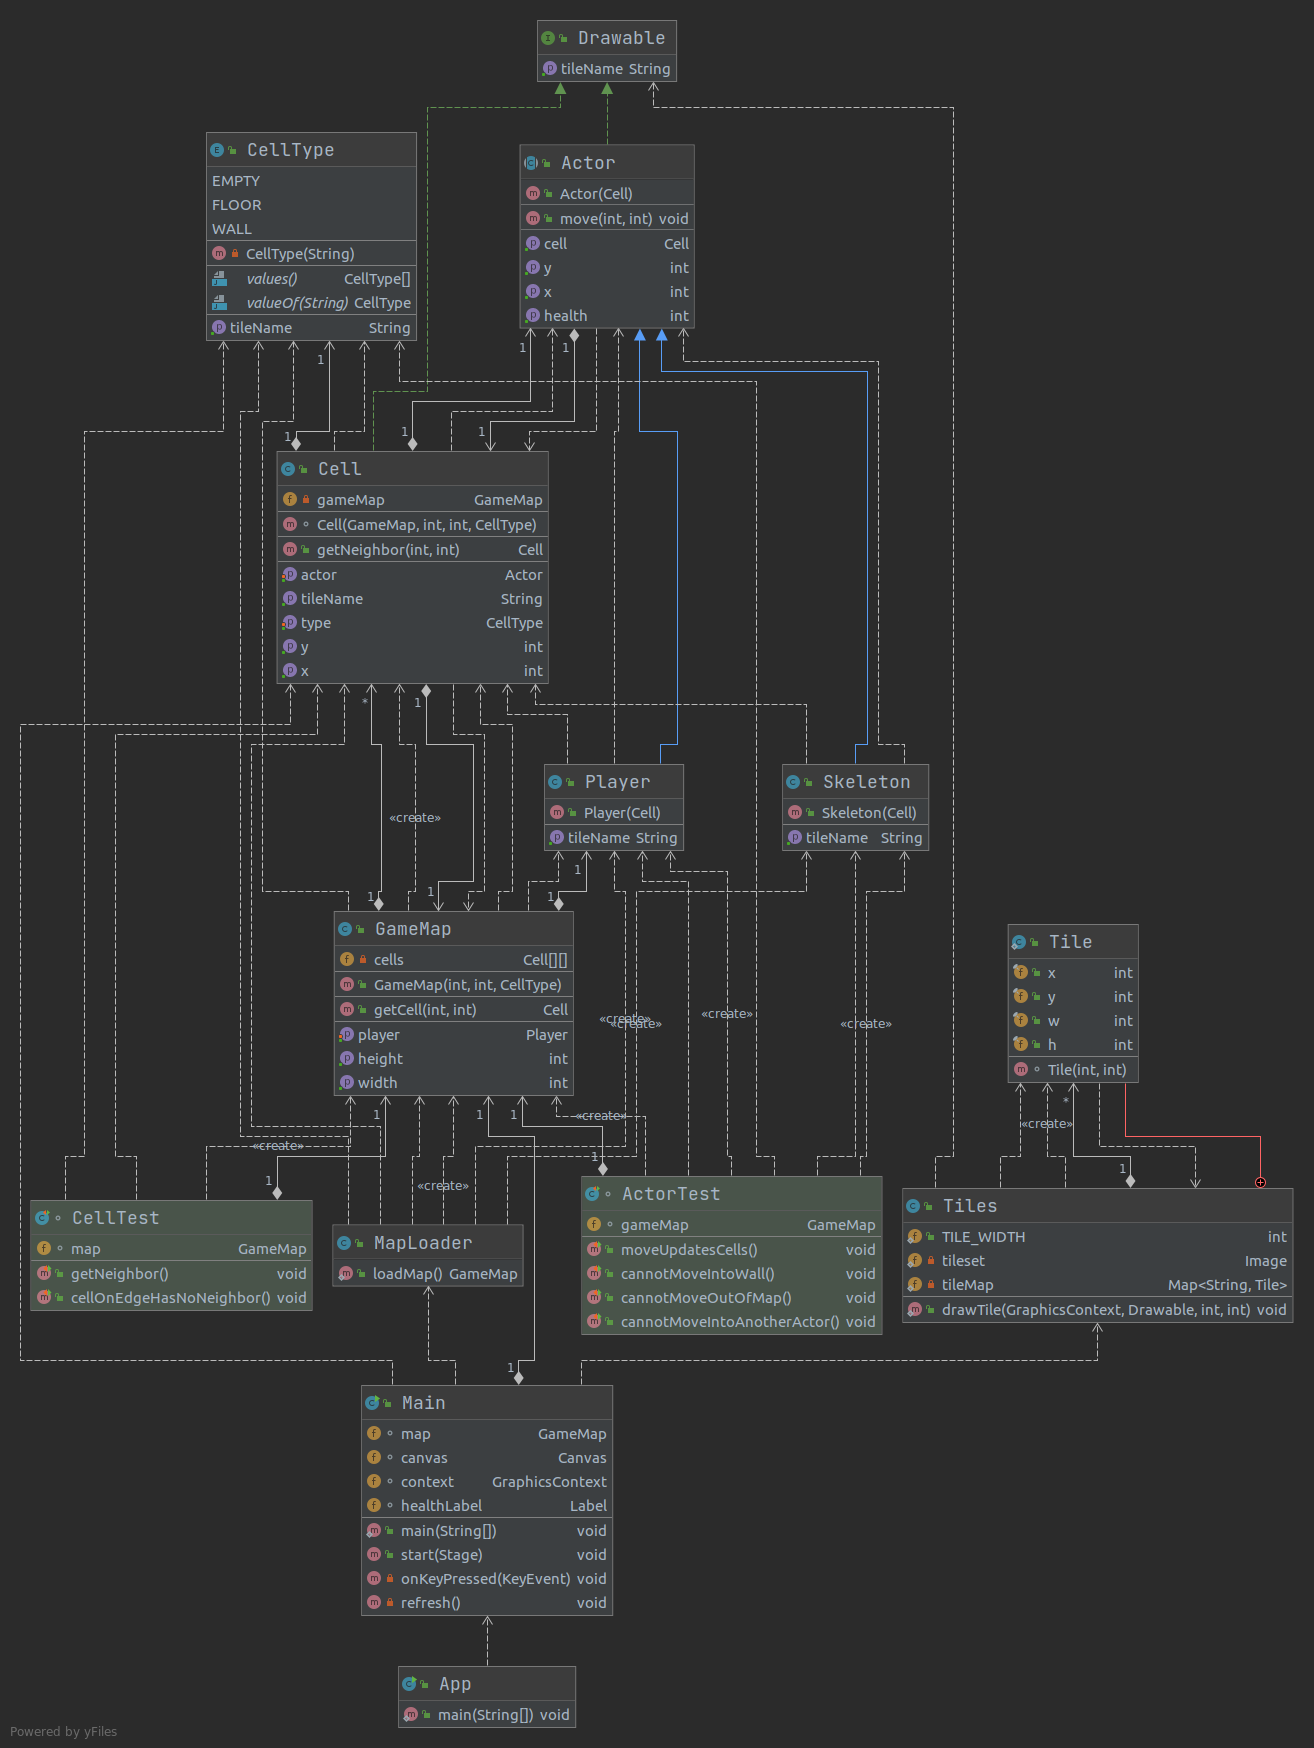 Drawable
tileName String
CellType
EMPTY
FLOOR
WALL
CellType(String)
values() CellType[]
valueOf(String) CellType
tileName String
Actor
Actor(Cell)
move(int, int) void
cell Cell
y int
x int
health int
1
1
1
1
1
1
Cell
gameMap GameMap
Cell(GameMap, int, int, CellType)
getNeighbor(int, int) Cell
actor Actor
tileName String
type CellType
y int
x int
*
1
«create»
Player
Player(Cell)
tileName String
Skeleton
Skeleton(Cell)
tileName String
1
1
1
1
GameMap
cells Cell[][]
GameMap(int, int, CellType)
getCell(int, int) Cell
player Player
height int
width int
«create»
«create»
«create»
«create»
Tile
x int
y int
w int
h int
Tile(int, int)
*
«create»
1
1
1
«create»
«create»
1
1
1
«create»
CellTest
map GameMap
getNeighbor() void
cellOnEdgeHasNoNeighbor() void
MapLoader
loadMap() GameMap
ActorTest
gameMap GameMap
moveUpdatesCells() void
cannotMoveIntoWall() void
cannotMoveOutOfMap() void
cannotMoveIntoAnotherActor() void
Tiles
TILE_WIDTH int
tileset Image
tileMap Map<String, Tile>
drawTile(GraphicsContext, Drawable, int, int) void
1
Main
map GameMap
canvas Canvas
context GraphicsContext
healthLabel Label
main(String[]) void
start(Stage) void
onKeyPressed(KeyEvent) void
refresh() void
App
main(String[]) void
Powered by yFiles